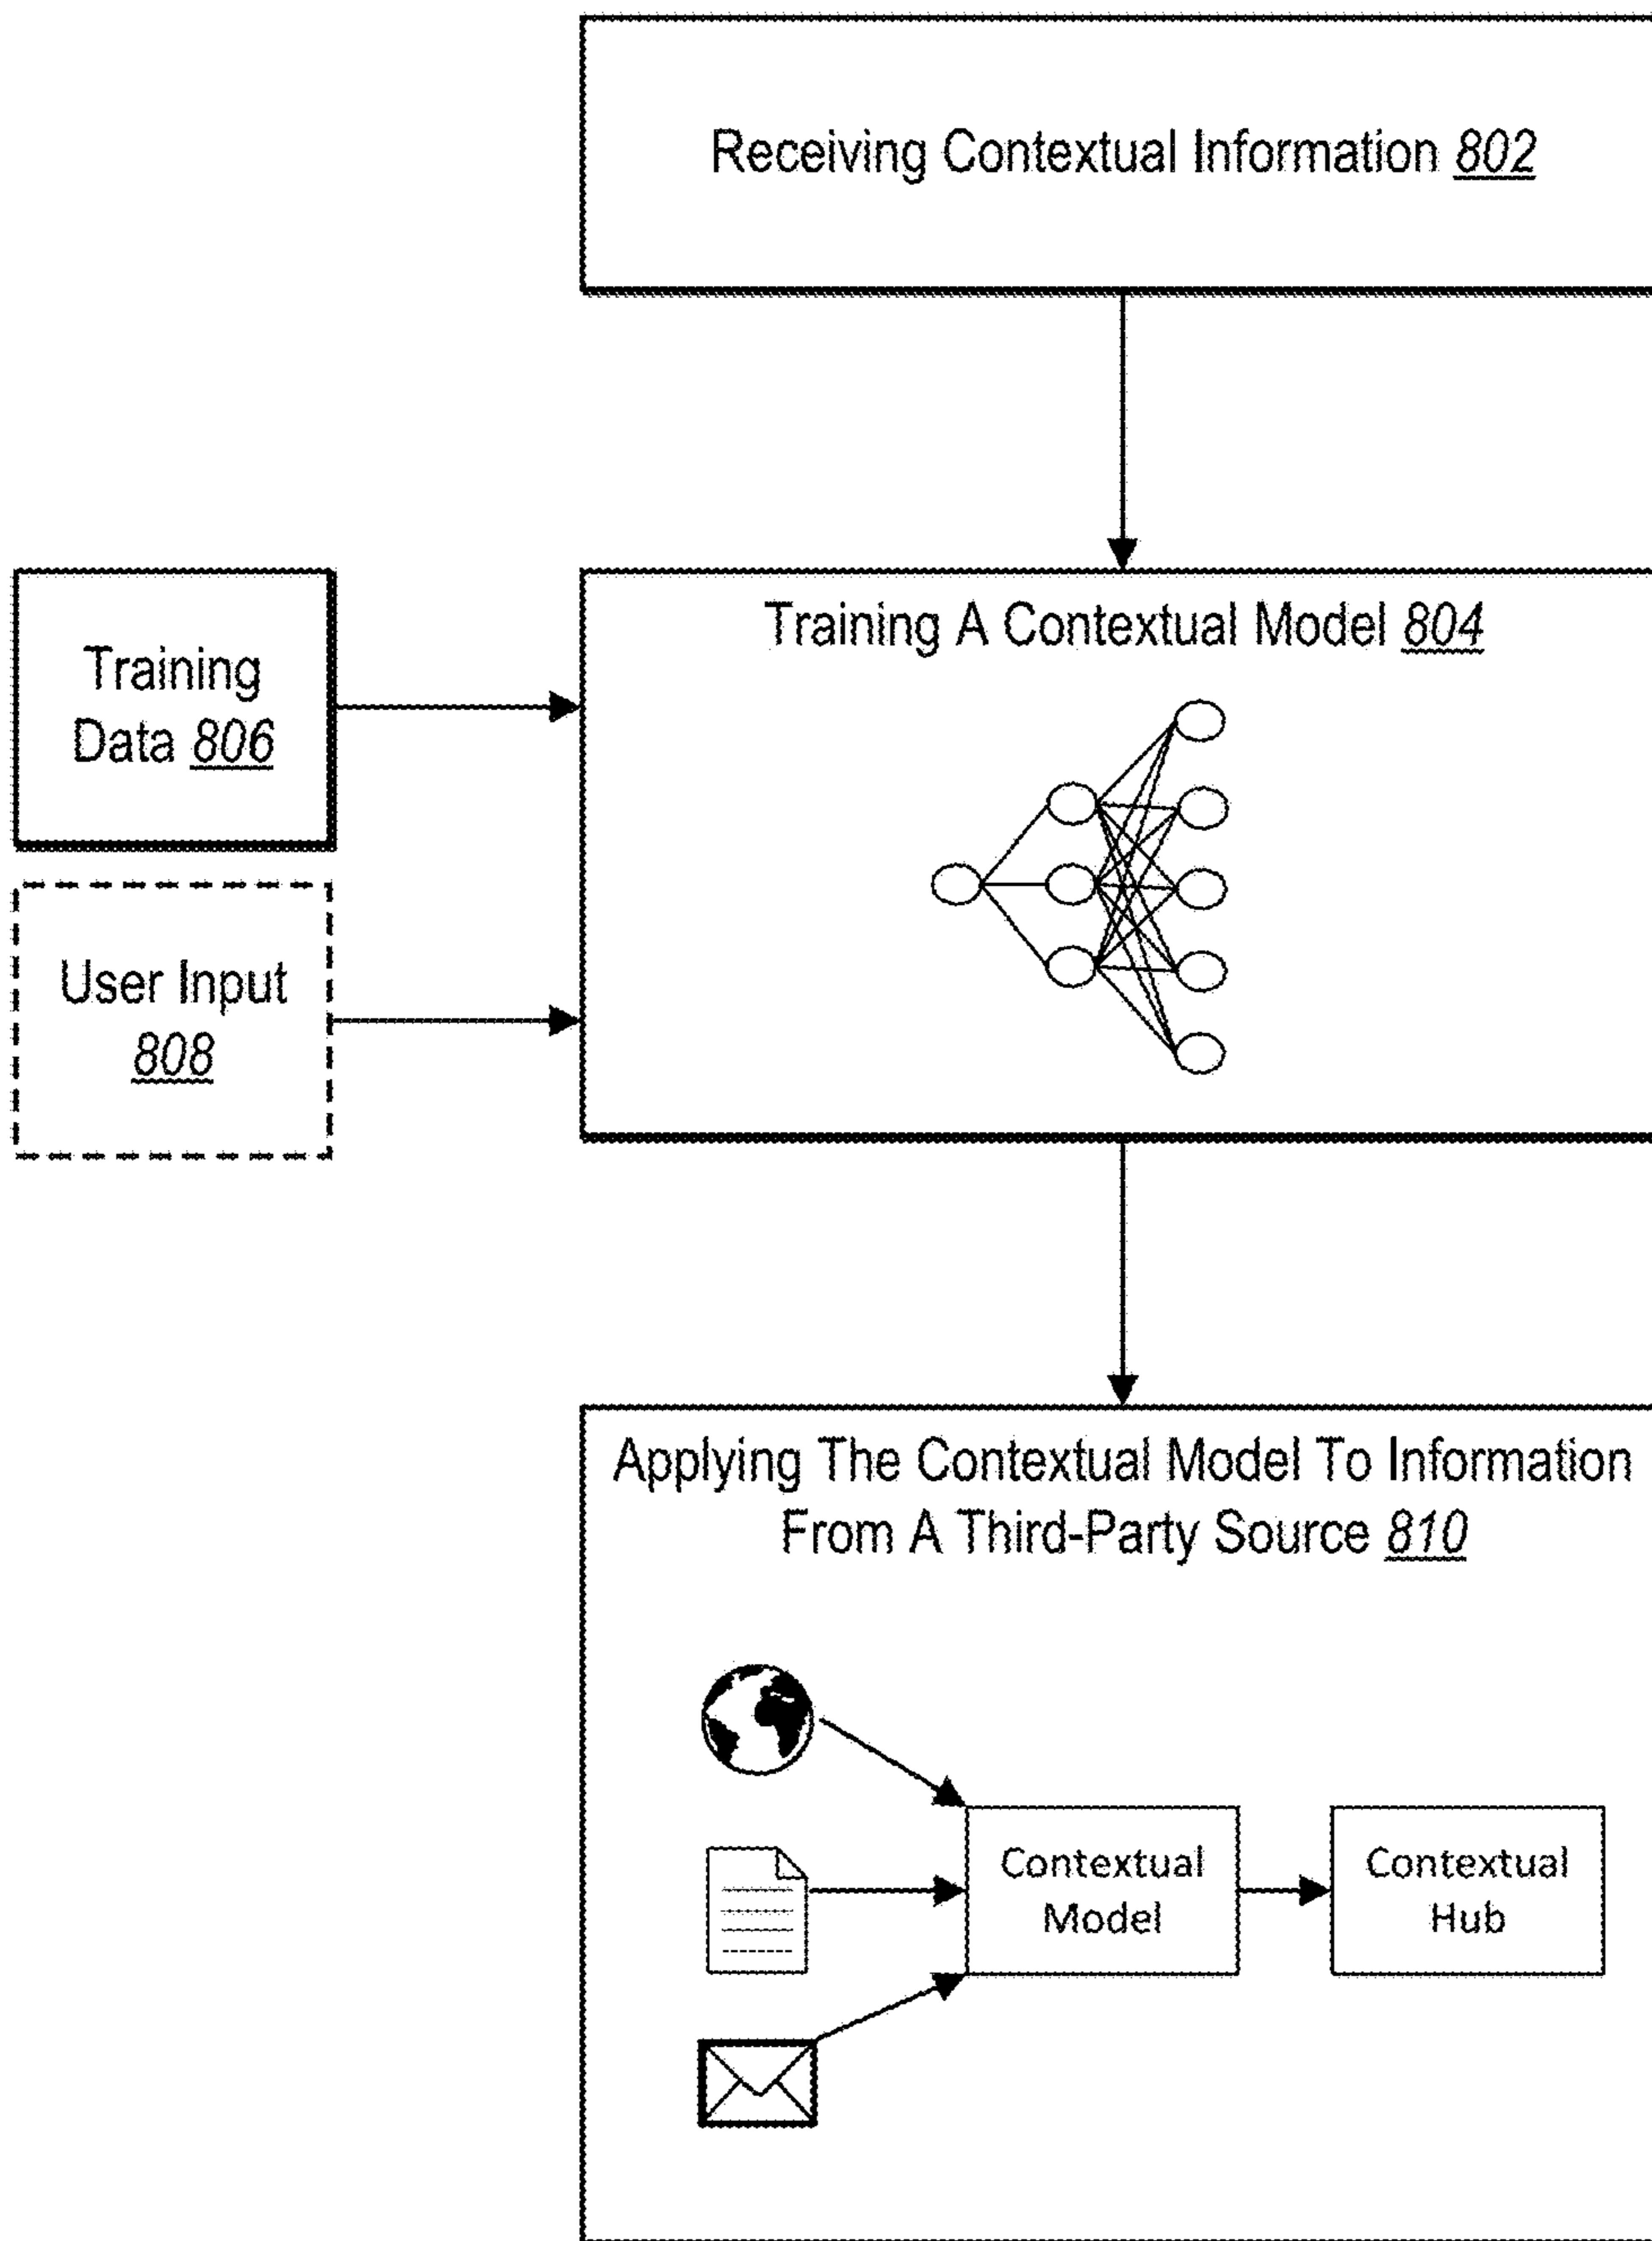 Receiving Contextual Information 802
Training A Contextual Model 804
Training
Data 806
User Input
808
Applying The Contextual Model To Information
From A Third-Party Source 810
Contextual
Model
Contextual
Hub